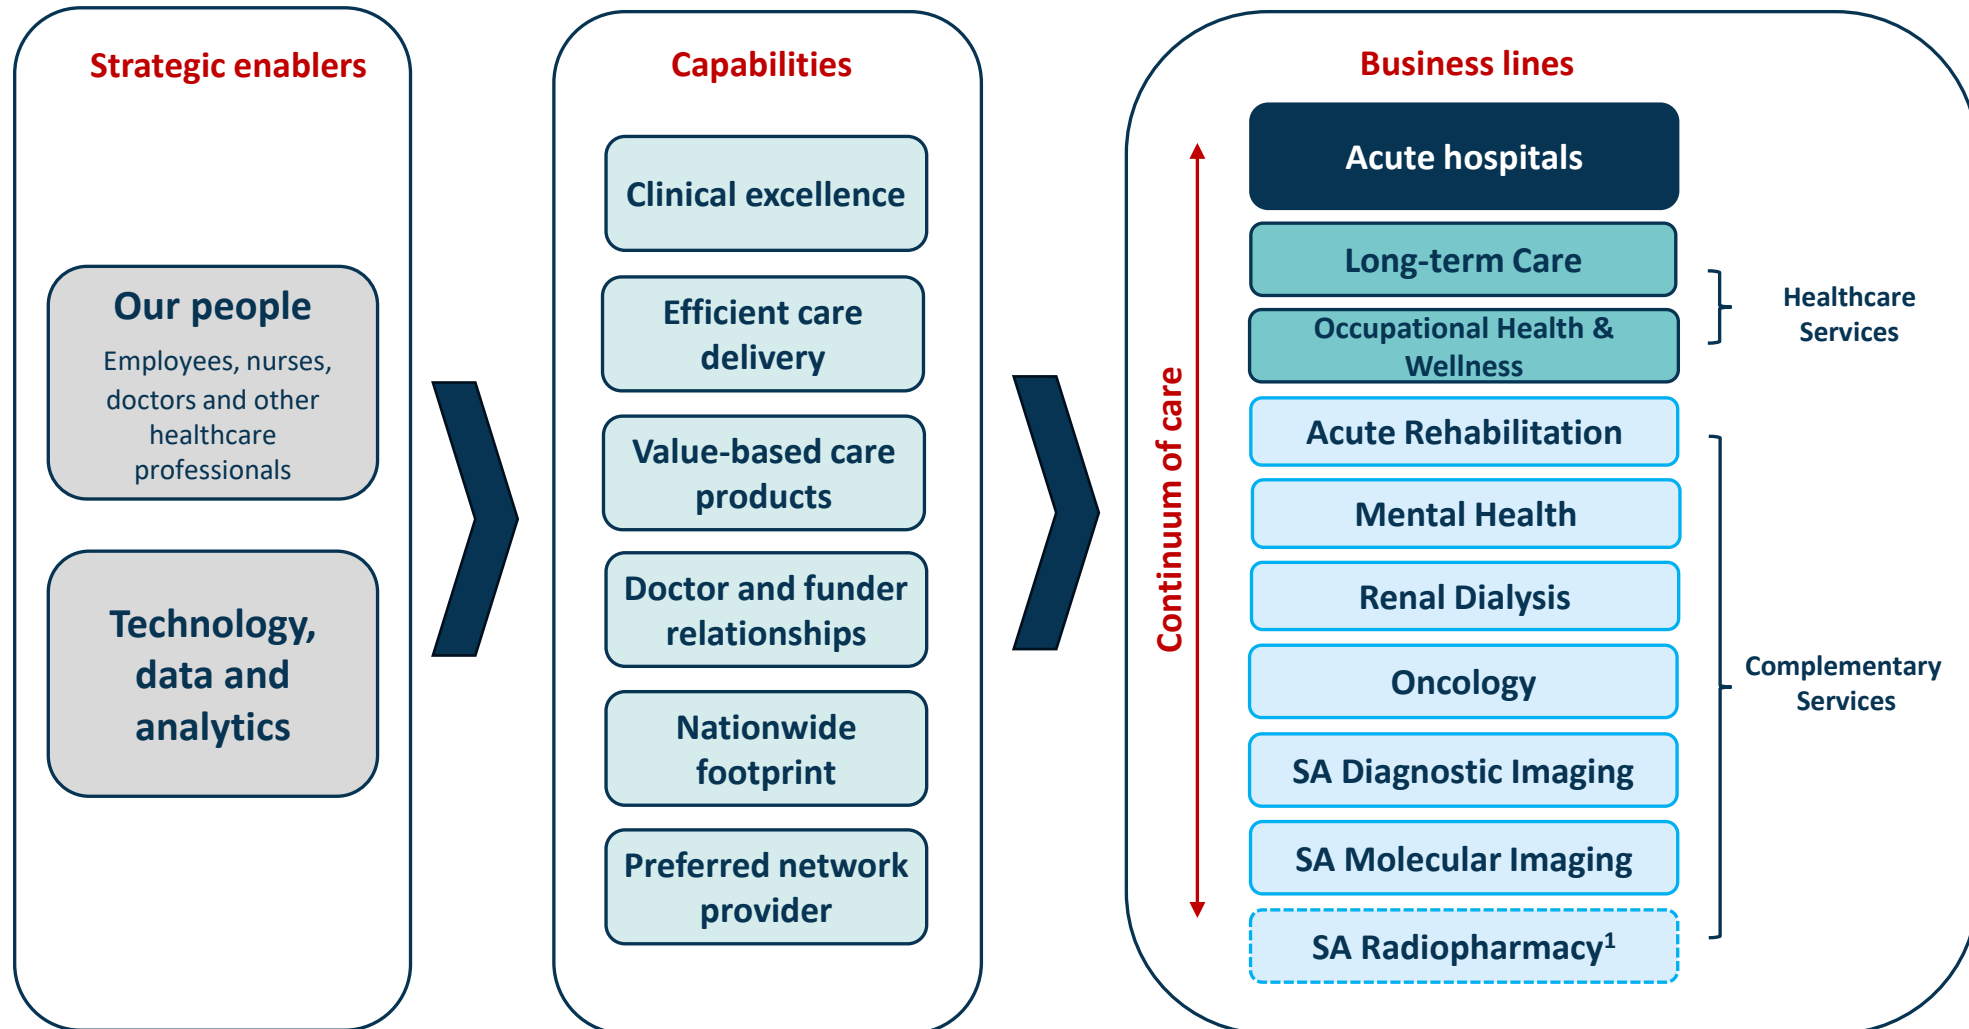 Strategic enablers
Our people
Employees, nurses,
doctors and other
healthcare
professionals
Technology,
data and
analytics
Capabilities
Clinical excellence
Efficient care
delivery
Value-based care
products
Doctor and funder
relationships
Nationwide
footprint
Preferred network
provider
Business lines
Continuum of care
Acute hospitals
Long-term Care
Occupational Health &
Wellness
Healthcare
Services
Acute Rehabilitation
Mental Health
Renal Dialysis
Oncology
SA Diagnostic Imaging
SA Molecular Imaging
SA Radiopharmacy¹
Complementary
Services